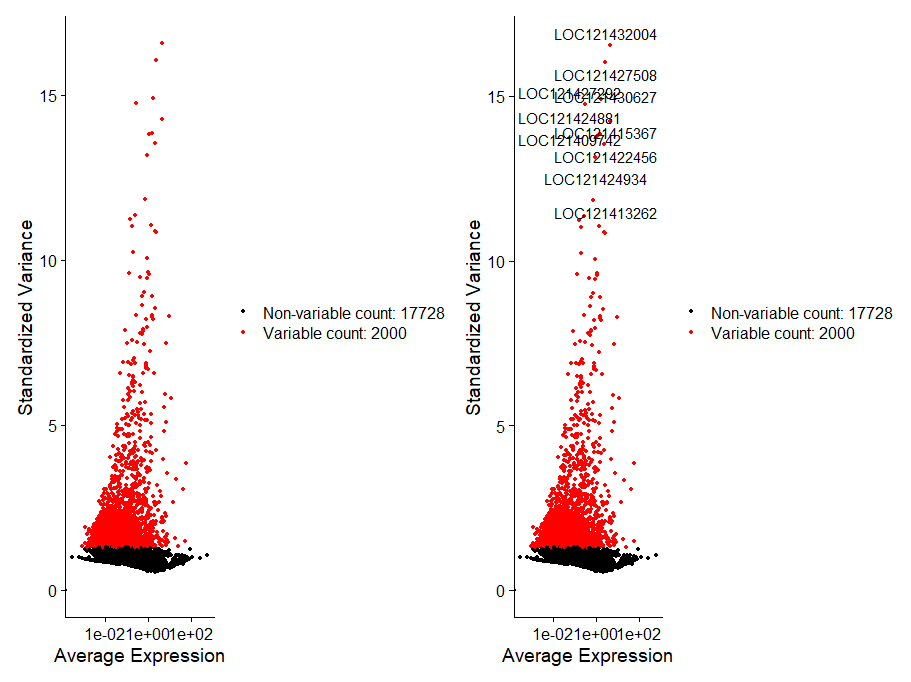 15
10
5
0
Standardized Variance
1e-021e+001e+02
Average Expression
Non-variable count: 17728
Variable count: 2000
LOC121432004
LOC121427508
LOC121427292
LOC121430627
LOC121424881
LOC121415367
LOC121409742
LOC121422456
LOC121424934
LOC121413262
15
10
5
0
Standardized Variance
1e-021e+001e+02
Average Expression
Non-variable count: 17728
Variable count: 2000